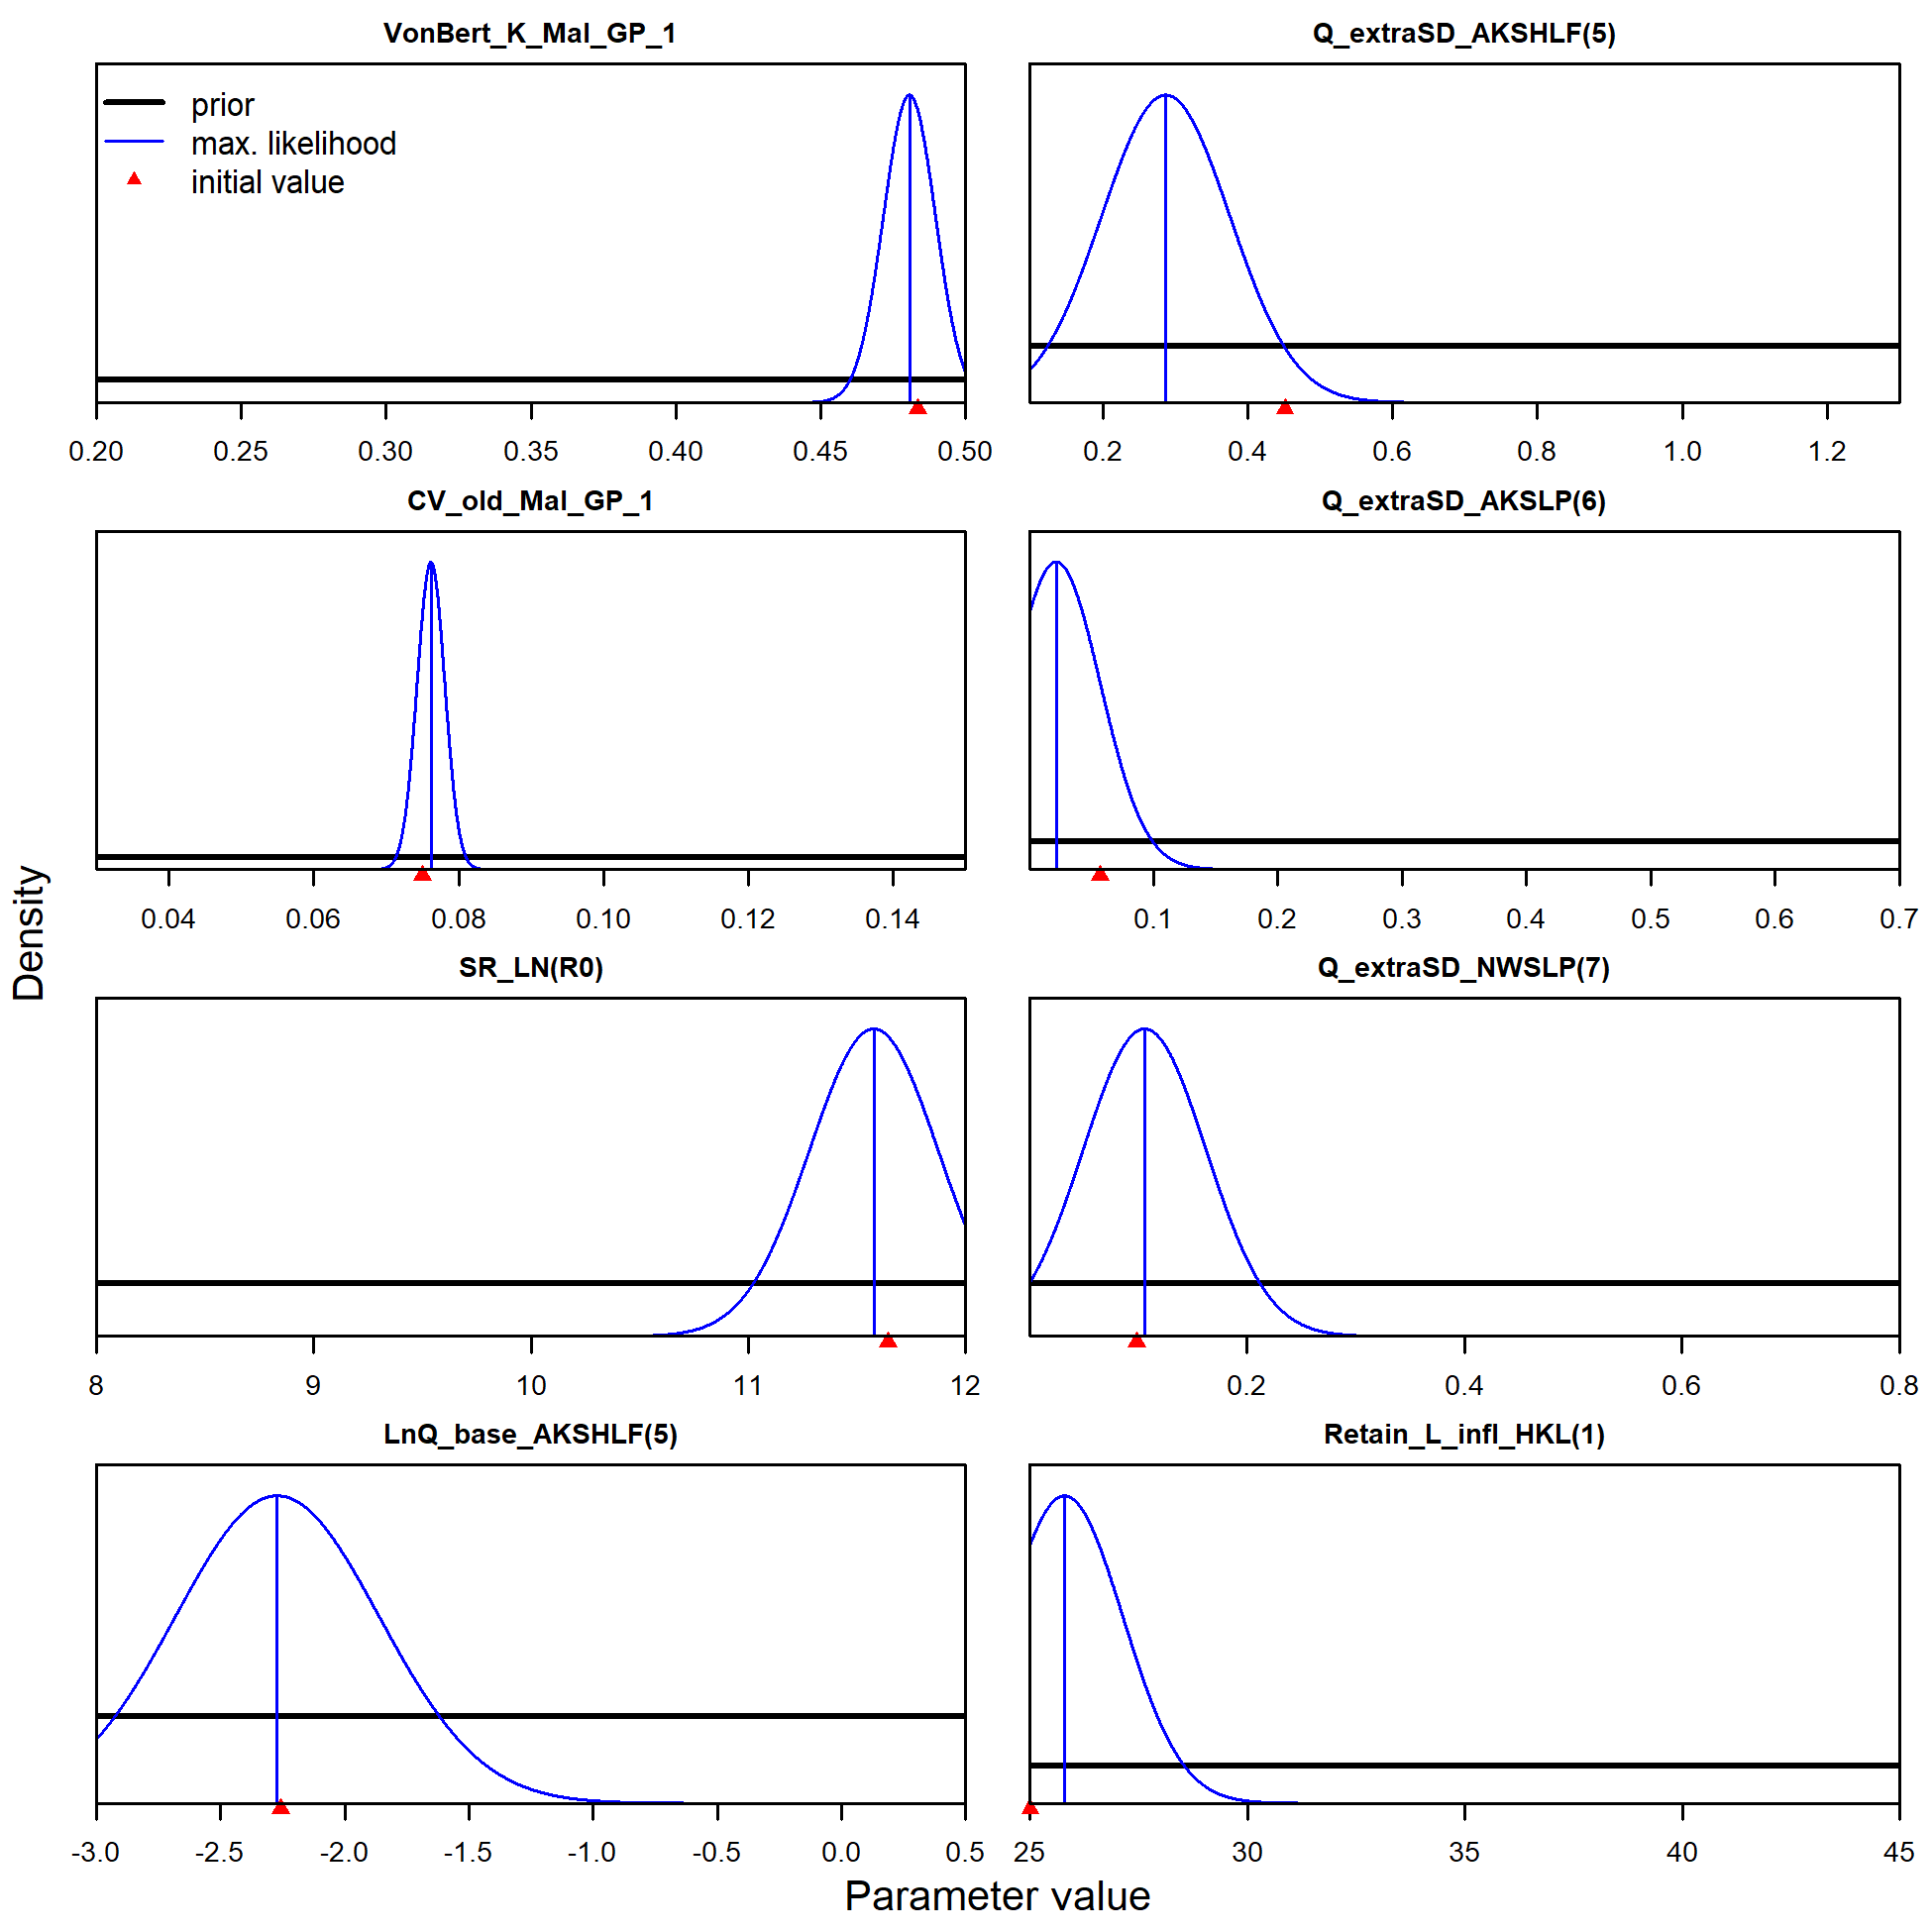 VonBert_K_Mal_GP_1
prior
max. likelihood
initial value
0.20 0.25 0.30 0.35 0.40 0.45 0.50
Q_extraSD_AKSHLF(5)
0.2 0.4 0.6 0.8 1.0 1.2
CV_old_Mal_GP_1
0.04 0.06 0.08 0.10 0.12 0.14
Q_extraSD_AKSLP(6)
0.1 0.2 0.3 0.4 0.5 0.6 0.7
SR_LN(R0)
8 9 10 11 12
Q_extraSD_NWSLP(7)
0.2 0.4 0.6 0.8
LnQ_base_AKSHLF(5)
-3.0 -2.5 -2.0 -1.5 -1.0 -0.5 0.0 0.5
Retain_L_infl_HKL(1)
25 30 35 40 45
Density
Parameter value